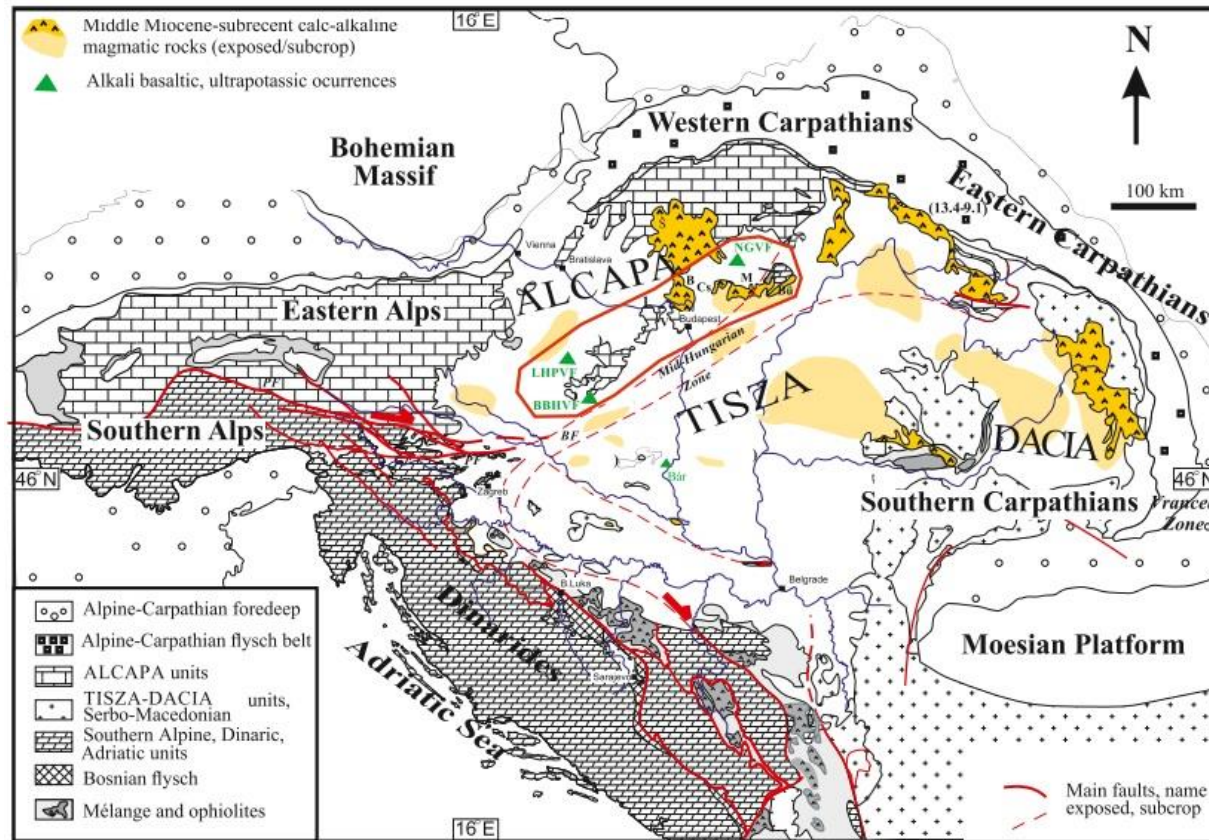 Middle Miocene-subrecent calc-alkaline
magmatic rocks (exposed/subcrop)
Alkali basaltic, ultrapotassic ocurrences
16°E
N
100 km
Western Carpathians
Bohemian
Massif
Eastern Carpathians
(13.4-9.1)
Vienna
Bratislava
S
NGVF
ALCAPA
B
Cs
M
Bü
Budapest
Eastern Alps
Mid-Hungarian
Zone
LHPVF
BBHVF
TISZA
PF
BF
Southern Alps
PF
Bár
DACIA
46°N
46°N
Zagreb
Southern Carpathians
Vrancea
Zone
B.Luka
Belgrade
Dinarides
Sarajevo
Adriatic Sea
Moesian Platform
Alpine-Carpathian foredeep
Alpine-Carpathian flysch belt
ALCAPA units
TISZA-DACIA units,
Serbo-Macedonian
Southern Alpine, Dinaric,
Adriatic units
Bosnian flysch
Mélange and ophiolites
16°E
Main faults, name
exposed, subcrop